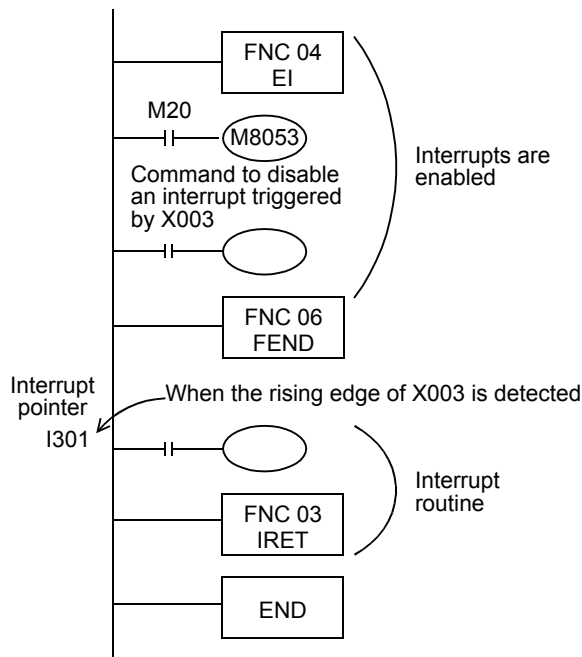 FNC 04
EI
M20
M8053
Command to disable
an interrupt triggered
by X003
Interrupts are
enabled
FNC 06
FEND
Interrupt
pointer
I301
When the rising edge of X003 is detected
Interrupt
routine
FNC 03
IRET
END